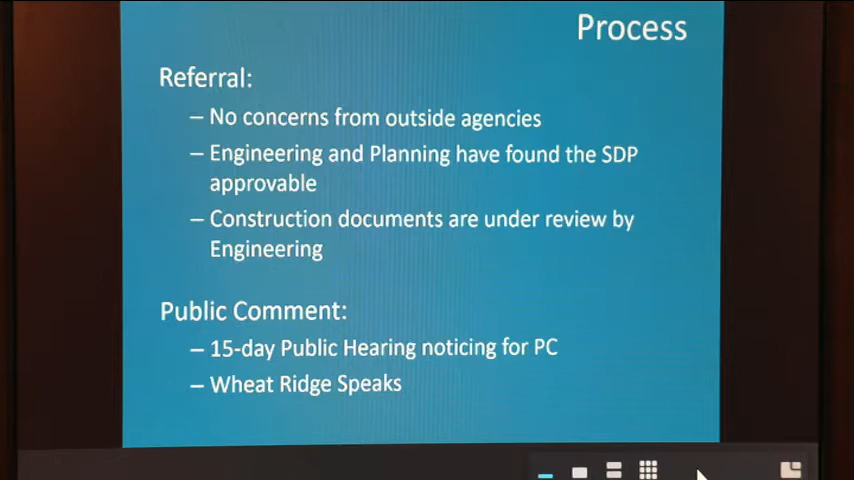 Process
Referral:
– No concerns from outside agencies
– Engineering and Planning have found the SDP
approvable
– Construction documents are under review by
Engineering
Public Comment:
– 15-day Public Hearing noticing for PC
– Wheat Ridge Speaks